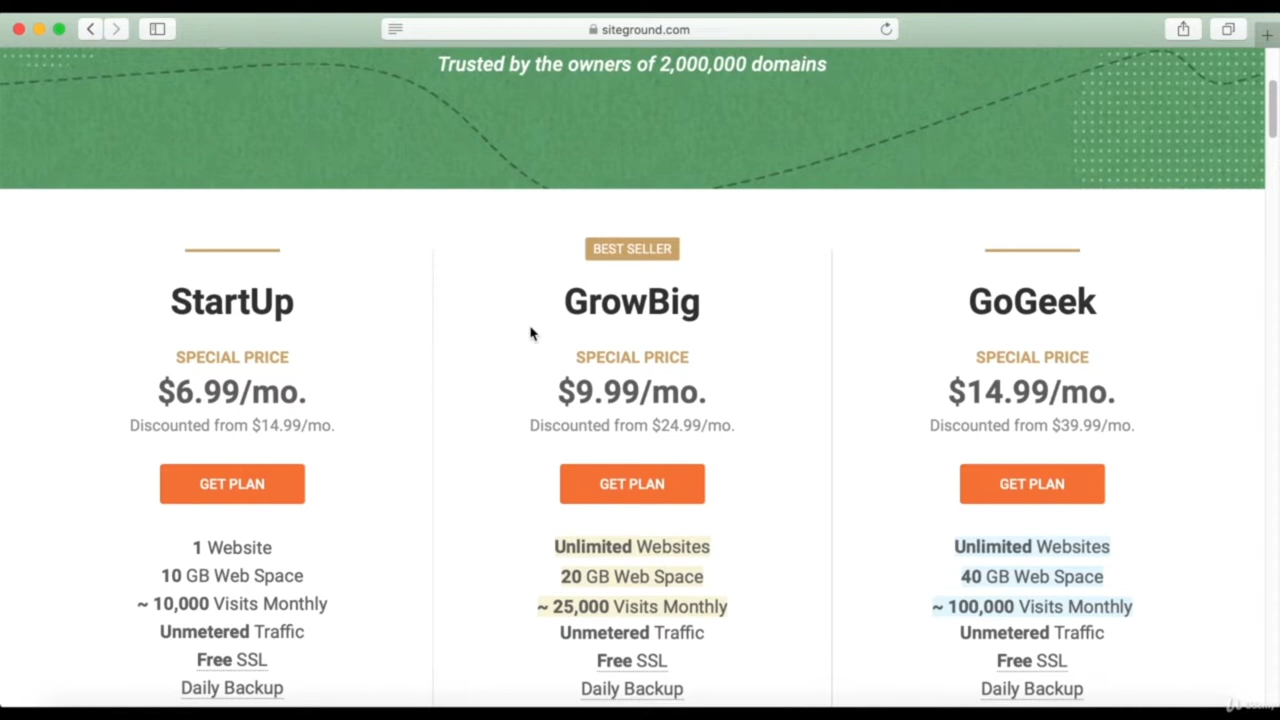 siteground.com
Trusted by the owners of 2,000,000 domains
StartUp
SPECIAL PRICE
$6.99/mo.
Discounted from $14.99/mo.
GET PLAN
1 Website
10 GB Web Space
~ 10,000 Visits Monthly
Unmetered Traffic
Free SSL
Daily Backup
BEST SELLER
GrowBig
SPECIAL PRICE
$9.99/mo.
Discounted from $24.99/mo.
GET PLAN
Unlimited Websites
20 GB Web Space
~ 25,000 Visits Monthly
Unmetered Traffic
Free SSL
Daily Backup
GoGeek
SPECIAL PRICE
$14.99/mo.
Discounted from $39.99/mo.
GET PLAN
Unlimited Websites
40 GB Web Space
~ 100,000 Visits Monthly
Unmetered Traffic
Free SSL
Daily Backup